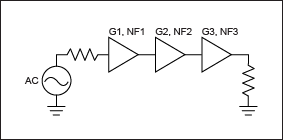 G1, NF1 G2, NF2 G3, NF3
AC